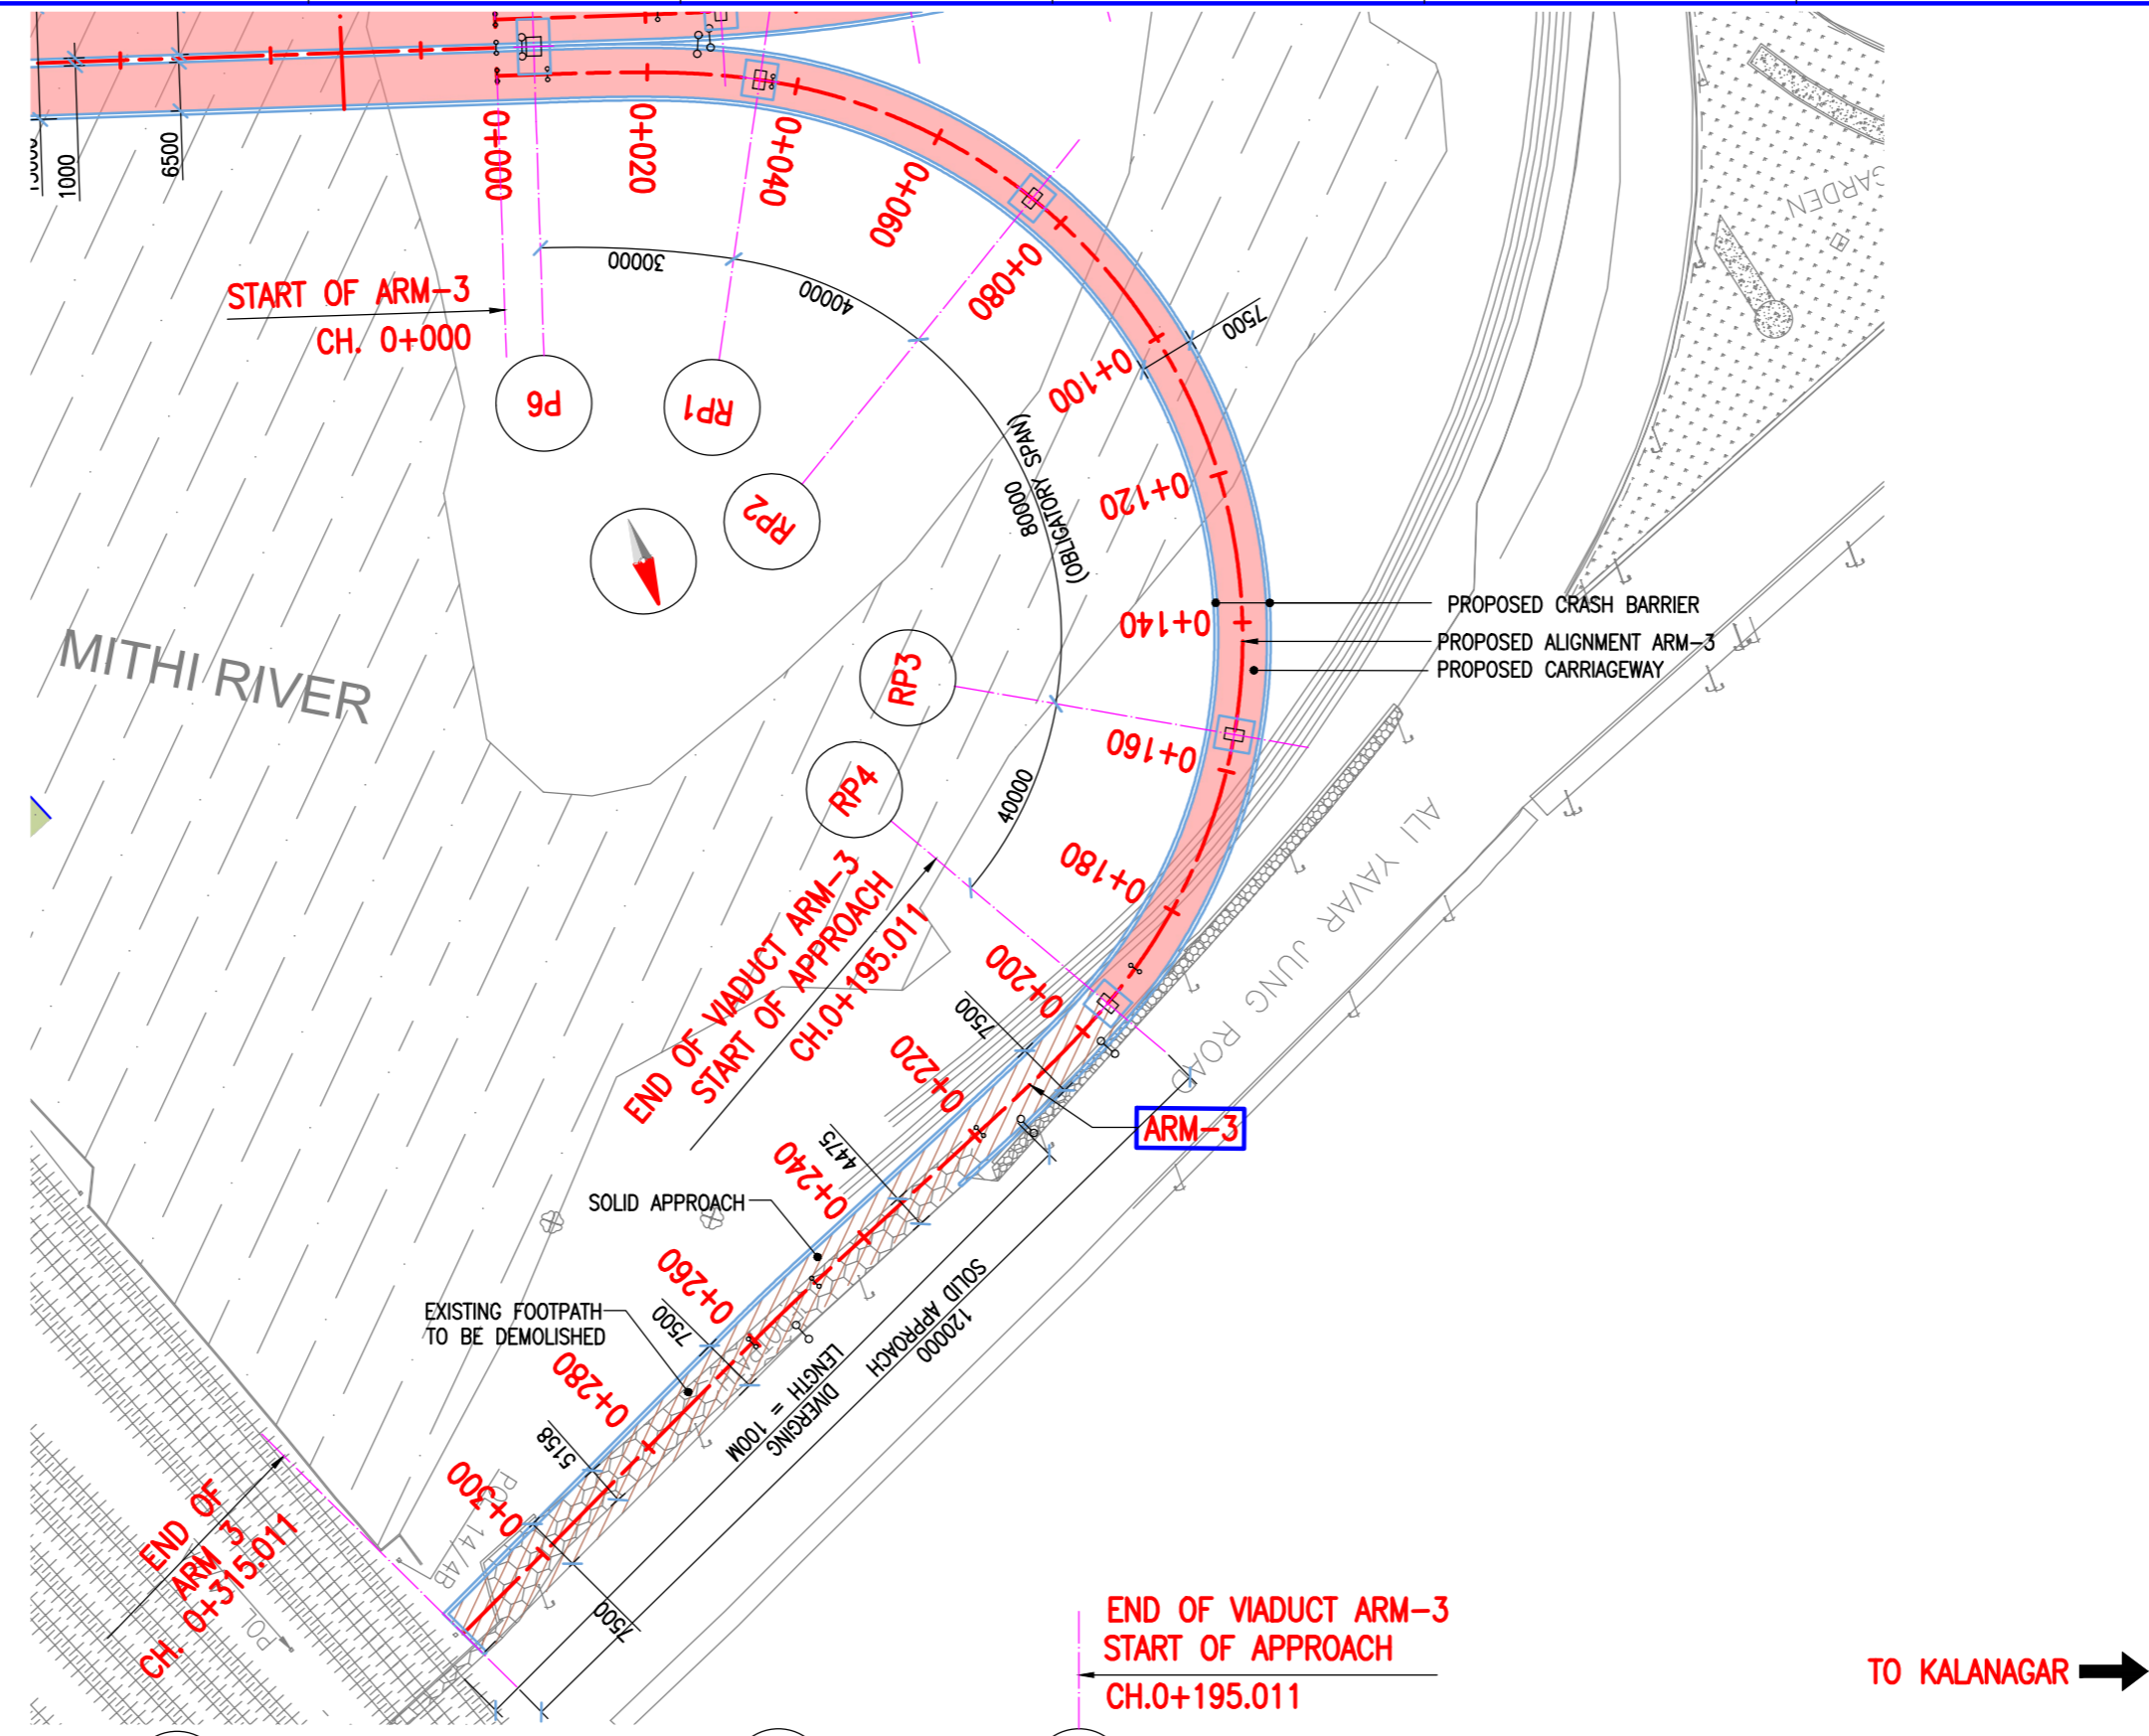 1000
6500
0+000
0+020
0+040
0+060
0+080
0+100
0+120
0+140
0+160
0+180
0+200
0+220
0+240
0+260
0+280
0+300
START OF ARM-3
CH. 0+000
30000
40000
80000
(OBLIGATORY SPAN)
40000
7500
P6
RP1
RP2
RP3
RP4
GARDEN
MITHI RIVER
PROPOSED CRASH BARRIER
PROPOSED ALIGNMENT ARM-3
PROPOSED CARRIAGEWAY
ALI YAVAR JUNG ROAD
END OF VIADUCT ARM-3
START OF APPROACH
CH.0+195.011
7500
4475
7500
5158
7500
ARM-3
SOLID APPROACH
EXISTING FOOTPATH
TO BE DEMOLISHED
SOLID APPROACH
120000
DIVERGING
LENGTH = 100M
END OF
ARM 3
CH. 0+315.011
14/4B
END OF VIADUCT ARM-3
START OF APPROACH
CH.0+195.011
TO KALANAGAR